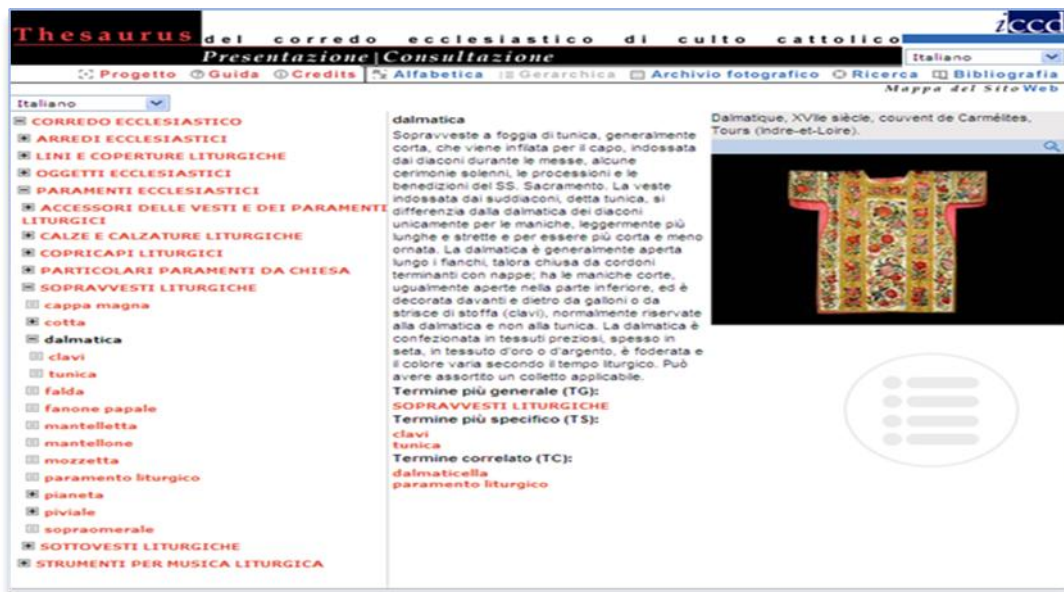 iccd
Thesaurus del corredo ecclesiastico di culto cattolico
Presentazione|Consultazione
Italiano
Progetto Guida Credits Alfabetica Gerarchica Archivio fotografico Ricerca Bibliografia
Mappa del Sito Web
Italiano
CORREDO ECCLESIASTICO
ARREDI ECCLESIASTICI
LINI E COPERTURE LITURGICHE
OGGETTI ECCLESIASTICI
PARAMENTI ECCLESIASTICI
ACCESSORI DELLE VESTI E DEI PARAMENTI
LITURGICI
CALZE E CALZATURE LITURGICHE
COPRICAPI LITURGICI
PARTICOLARI PARAMENTI DA CHIESA
SOPRAVVESTI LITURGICHE
cappa magna
cotta
dalmatica
clavi
tunica
falda
fanone papale
mantelletta
mantellone
mozzetta
paramento liturgico
pianeta
piviale
sopraomerale
SOTTOVESTI LITURGICHE
STRUMENTI PER MUSICA LITURGICA
dalmatica
Sopravveste a foggia di tunica, generalmente
corta, che viene infilata per il capo, indossata
dai diaconi durante le messe, alcune
cerimonie solenni, le processioni e le
benedizioni del SS. Sacramento. La veste
indossata dai suddiaconi, detta tunica, si
differenzia dalla dalmatica dei diaconi
unicamente per le maniche, leggermente più
lunghe e strette e per essere più corta e meno
ornata. La dalmatica è generalmente aperta
lungo i fianchi, talora chiusa da cordoni
terminanti con nappe; ha le maniche corte,
ugualmente aperte nella parte inferiore, ed è
decorata davanti e dietro da galloni o da
strisce di stoffa (clavi), normalmente riservate
alla dalmatica e non alla tunica. La dalmatica è
confezionata in tessuti preziosi, spesso in
seta, in tessuto d'oro o d'argento, è foderata e
il colore varia secondo il tempo liturgico. Può
avere assortito un colletto applicabile.
Termine più generale (TG):
SOPRAVVESTI LITURGICHE
Termine più specifico (TS):
clavi
tunica
Termine correlato (TC):
dalmaticella
paramento liturgico
Dalmatique, XVIIe siècle, couvent de Carmélites,
Tours (Indre-et-Loire).